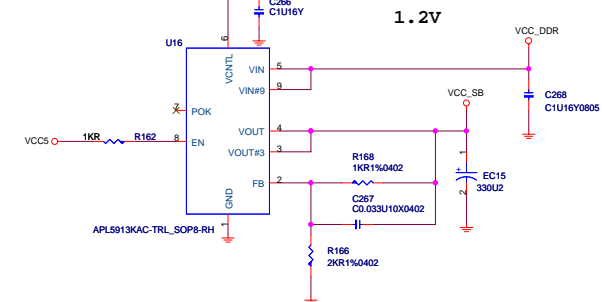 C266
C1U16Y
1.2V
VCC_DDR
U16
6
VCNTL
VIN
5
VIN#9
9
C268
C1U16Y0805
7
POK
VCC_SB
VCC5
1KR
R162
8
EN
VOUT
4
VOUT#3
3
R168
1KR1%0402
1
+
EC15
330U2
2
FB
2
C267
C0.033U10X0402
GND
1
APL5913KAC-TRL_SOP8-RH
R166
2KR1%0402